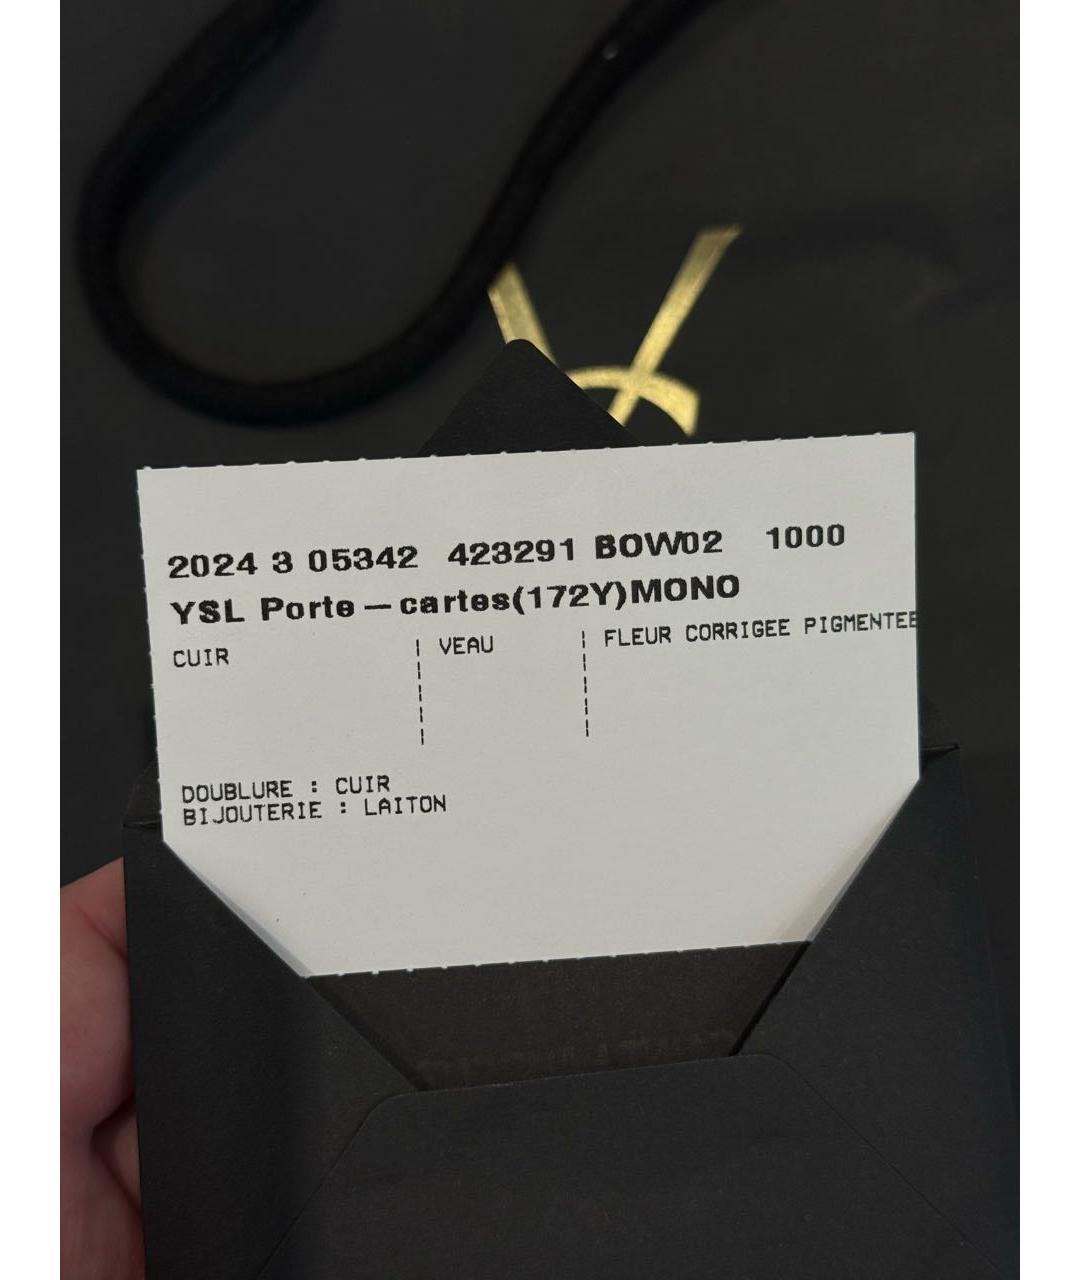 2024 3 05342 423291 BOW02 1000
YSL Porte-cartes(172Y)MONO
CUIR VEAU FLEUR CORRIGEE PIGMENTEE
DOUBLURE : CUIR
BIJOUTERIE : LAITON